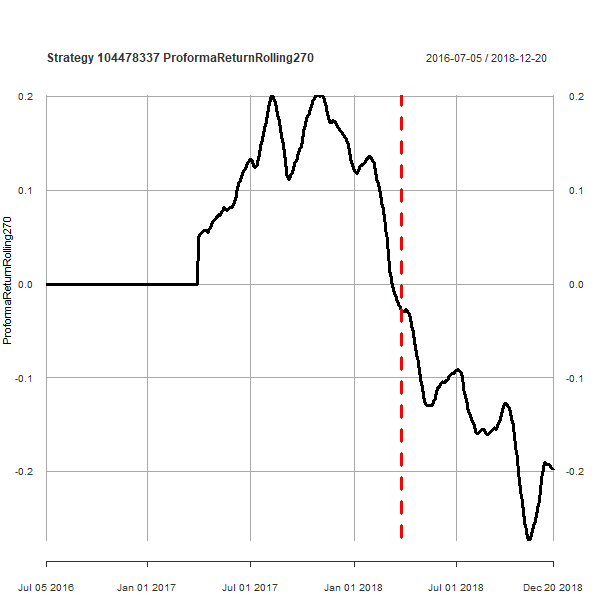 Strategy 104478337 ProformaReturnRolling270
2016-07-05 / 2018-12-20
0.2
0.2
0.1
0.1
0.0
0.0
-0.1
-0.1
-0.2
-0.2
ProformaReturnRolling270
Jul 05 2016
Jan 01 2017
Jul 01 2017
Jan 01 2018
Jul 01 2018
Dec 20 2018